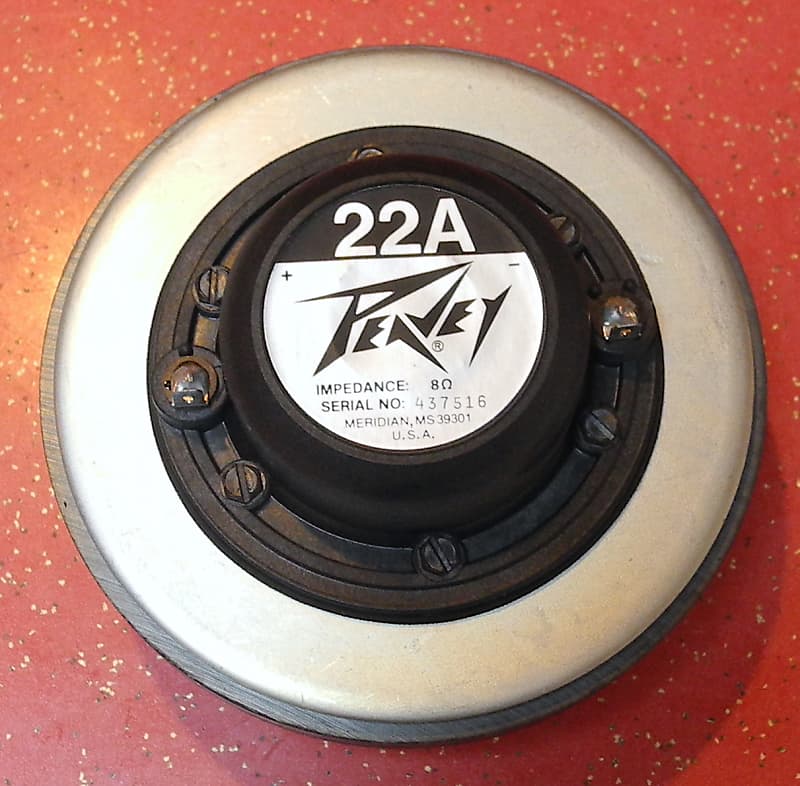 22A
+ -
PEAVEY®
IMPEDANCE: 8Ω
SERIAL NO: 437516
MERIDIAN, MS 39301
U.S.A.